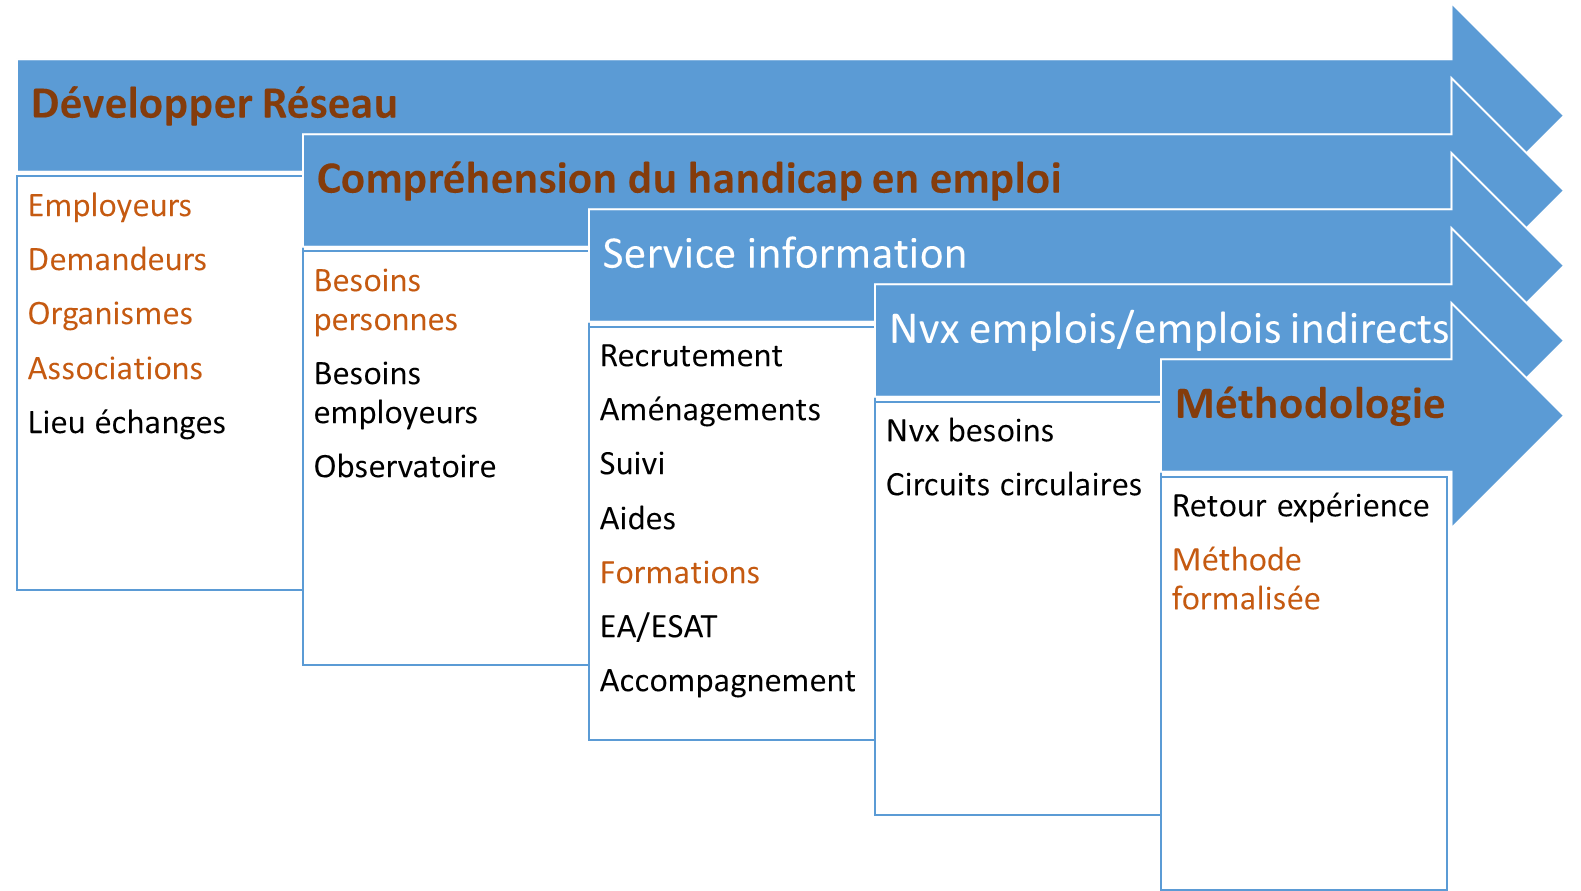 Développer Réseau
Employeurs
Demandeurs
Organismes
Associations
Lieu échanges
Compréhension du handicap en emploi
Besoins
personnes
Besoins
employeurs
Observatoire
Service information
Recrutement
Aménagements
Suivi
Aides
Formations
EA/ESAT
Accompagnement
Nvx emplois/emplois indirects
Nvx besoins
Circuits circulaires
Méthodologie
Retour expérience
Méthode
formalisée